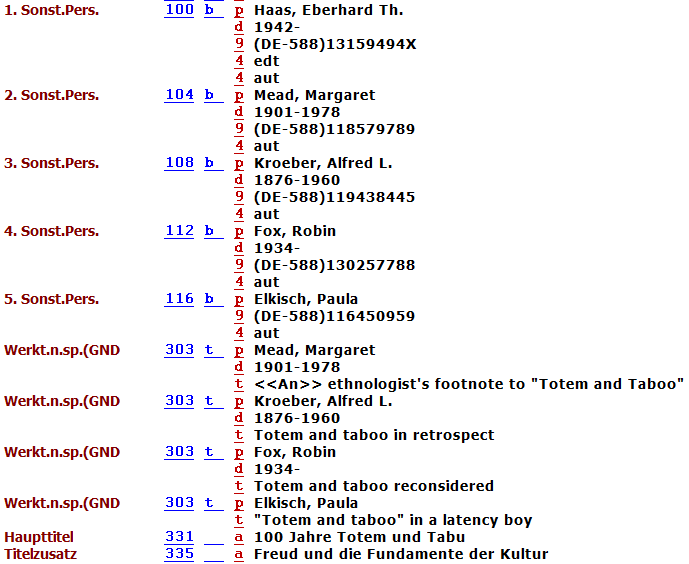 1. Sonst.Pers. 100 b p Haas, Eberhard Th.
d 1942-
9 (DE-588)13159494X
4 edt
4 aut
2. Sonst.Pers. 104 b p Mead, Margaret
d 1901-1978
9 (DE-588)118579789
4 aut
3. Sonst.Pers. 108 b p Kroeber, Alfred L.
d 1876-1960
9 (DE-588)119438445
4 aut
4. Sonst.Pers. 112 b p Fox, Robin
d 1934-
9 (DE-588)130257788
4 aut
5. Sonst.Pers. 116 b p Elkisch, Paula
9 (DE-588)116450959
4 aut
Werkt.n.sp.(GND 303 t p Mead, Margaret
d 1901-1978
t <<An>> ethnologist's footnote to "Totem and Taboo"
Werkt.n.sp.(GND 303 t p Kroeber, Alfred L.
d 1876-1960
t Totem and taboo in retrospect
Werkt.n.sp.(GND 303 t p Fox, Robin
d 1934-
t Totem and taboo reconsidered
Werkt.n.sp.(GND 303 t p Elkisch, Paula
t "Totem and taboo" in a latency boy
Haupttitel 331 a 100 Jahre Totem und Tabu
Titelzusatz 335 a Freud und die Fundamente der Kultur